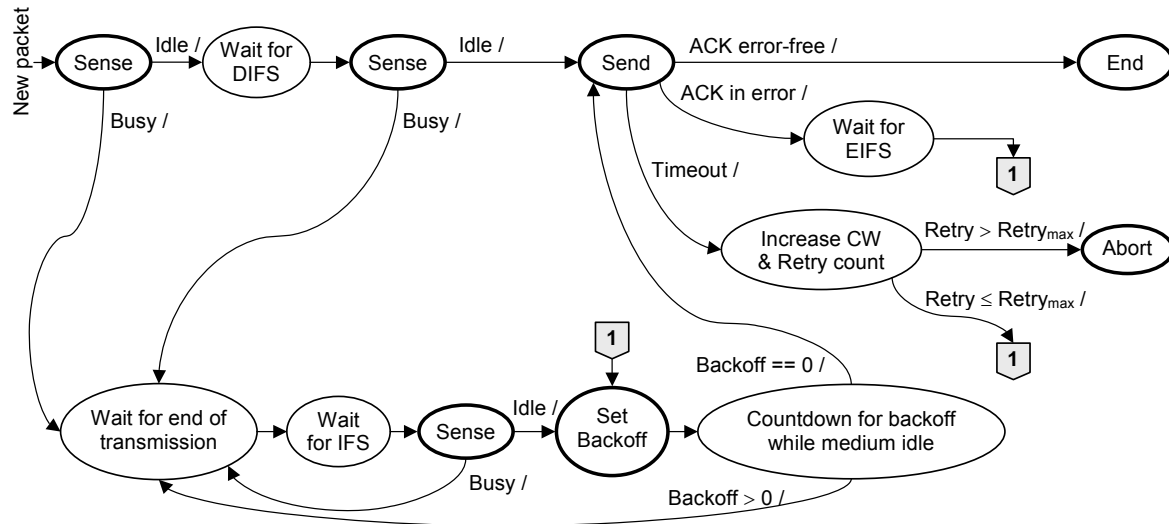 New packet
Sense
Idle /
Wait for
DIFS
Sense
Idle /
Send
ACK error-free /
End
Busy /
Busy /
ACK in error /
Wait for
EIFS
1
Timeout /
Increase CW
& Retry count
Retry > Retrymax /
Abort
Retry ≤ Retrymax /
1
1
Backoff == 0 /
Wait for end of
transmission
Wait
for IFS
Sense
Idle /
Set
Backoff
Countdown for backoff
while medium idle
Busy /
Backoff > 0 /